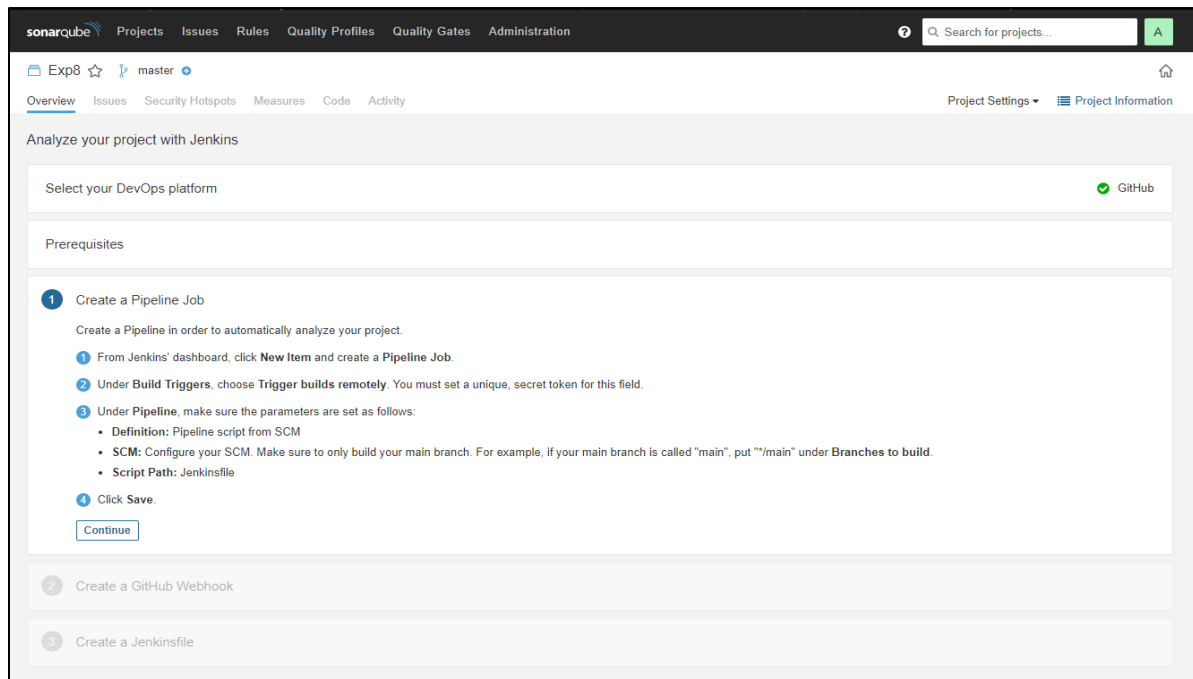 sonarqube Projects Issues Rules Quality Profiles Quality Gates Administration ? Search for projects... A
Exp8 master
Overview Issues Security Hotspots Measures Code Activity Project Settings Project Information
Analyze your project with Jenkins
Select your DevOps platform GitHub
Prerequisites
1 Create a Pipeline Job
Create a Pipeline in order to automatically analyze your project.
1 From Jenkins' dashboard, click New Item and create a Pipeline Job.
2 Under Build Triggers, choose Trigger builds remotely. You must set a unique, secret token for this field.
3 Under Pipeline, make sure the parameters are set as follows:
• Definition: Pipeline script from SCM
• SCM: Configure your SCM. Make sure to only build your main branch. For example, if your main branch is called "main", put "*/main" under Branches to build.
• Script Path: Jenkinsfile
4 Click Save.
Continue
2 Create a GitHub Webhook
3 Create a Jenkinsfile